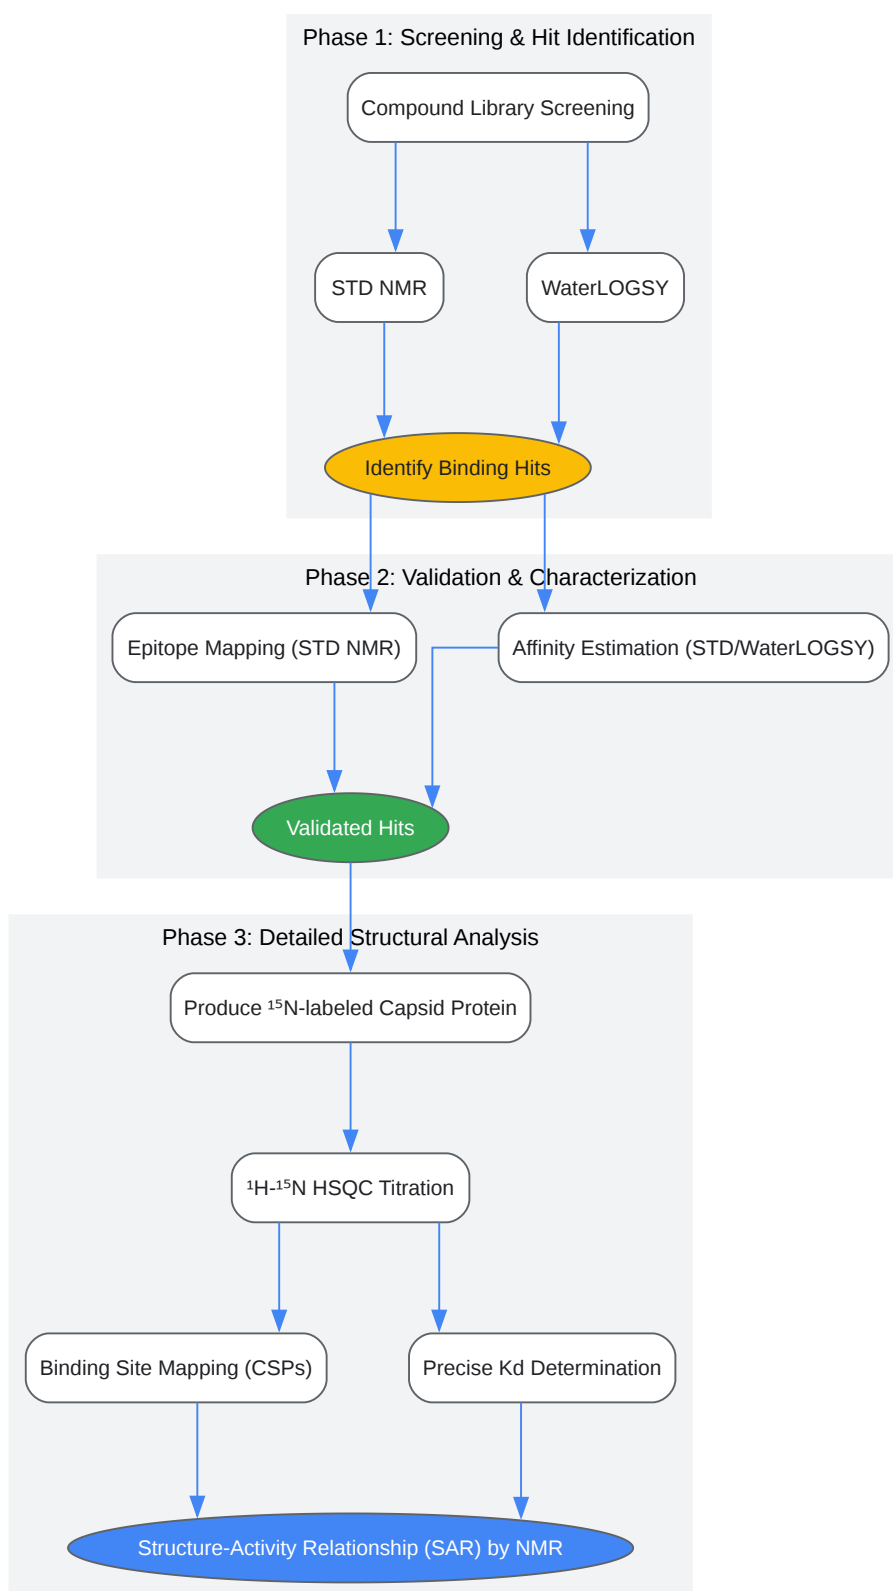 Phase 1: Screening & Hit Identification
Compound Library Screening
STD NMR
WaterLOGSY
Identify Binding Hits
Phase 2: Validation & Characterization
Epitope Mapping (STD NMR)
Affinity Estimation (STD/WaterLOGSY)
Validated Hits
Phase 3: Detailed Structural Analysis
Produce ¹⁵N-labeled Capsid Protein
¹H-¹⁵N HSQC Titration
Binding Site Mapping (CSPs)
Precise Kd Determination
Structure-Activity Relationship (SAR) by NMR